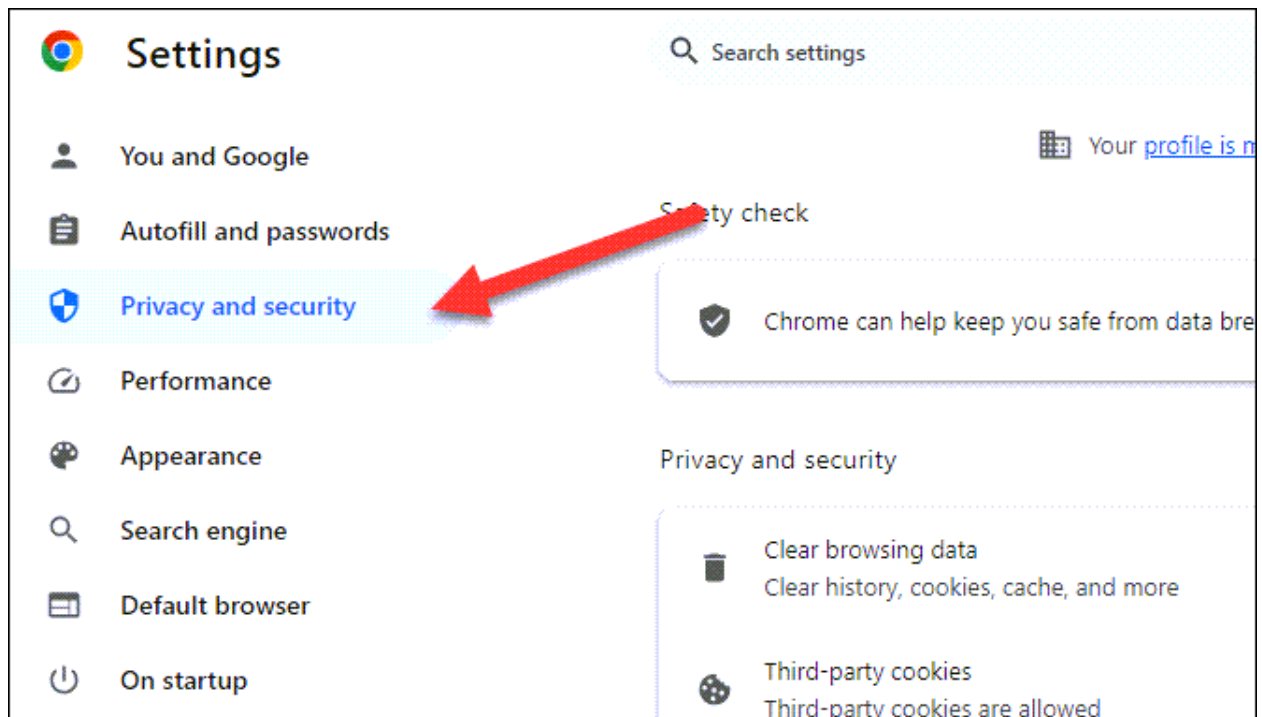 Settings
Search settings
Your profile is
You and Google
Autofill and passwords
Privacy and security
Performance
Appearance
Search engine
Default browser
On startup
Safety check
Chrome can help keep you safe from data bre
Privacy and security
Clear browsing data
Clear history, cookies, cache, and more
Third-party cookies
Third-party cookies are allowed